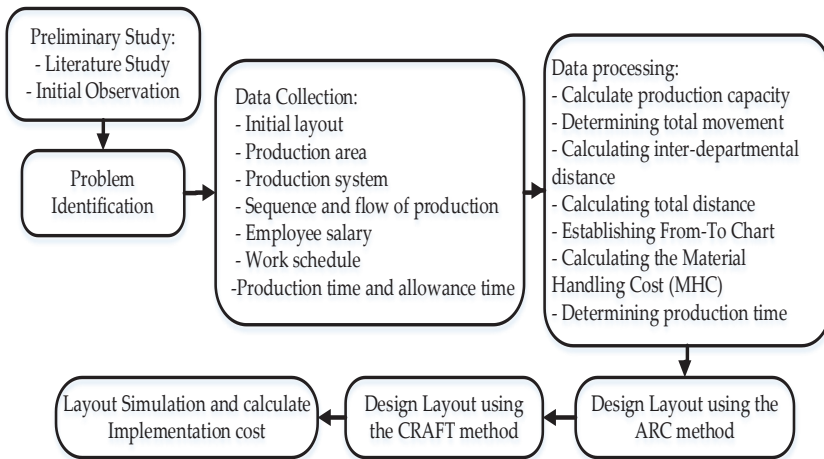 Preliminary Study:
- Literature Study
- Initial Observation
Problem
Identification
Data Collection:
- Initial layout
- Production area
- Production system
- Sequence and flow of production
- Employee salary
- Work schedule
-Production time and allowance time
Data processing:
- Calculate production capacity
- Determining total movement
- Calculating inter-departmental
distance
- Calculating total distance
- Establishing From-To Chart
- Calculating the Material
Handling Cost (MHC)
- Determining production time
Design Layout using the
ARC method
Design Layout using
the CRAFT method
Layout Simulation and calculate
Implementation cost